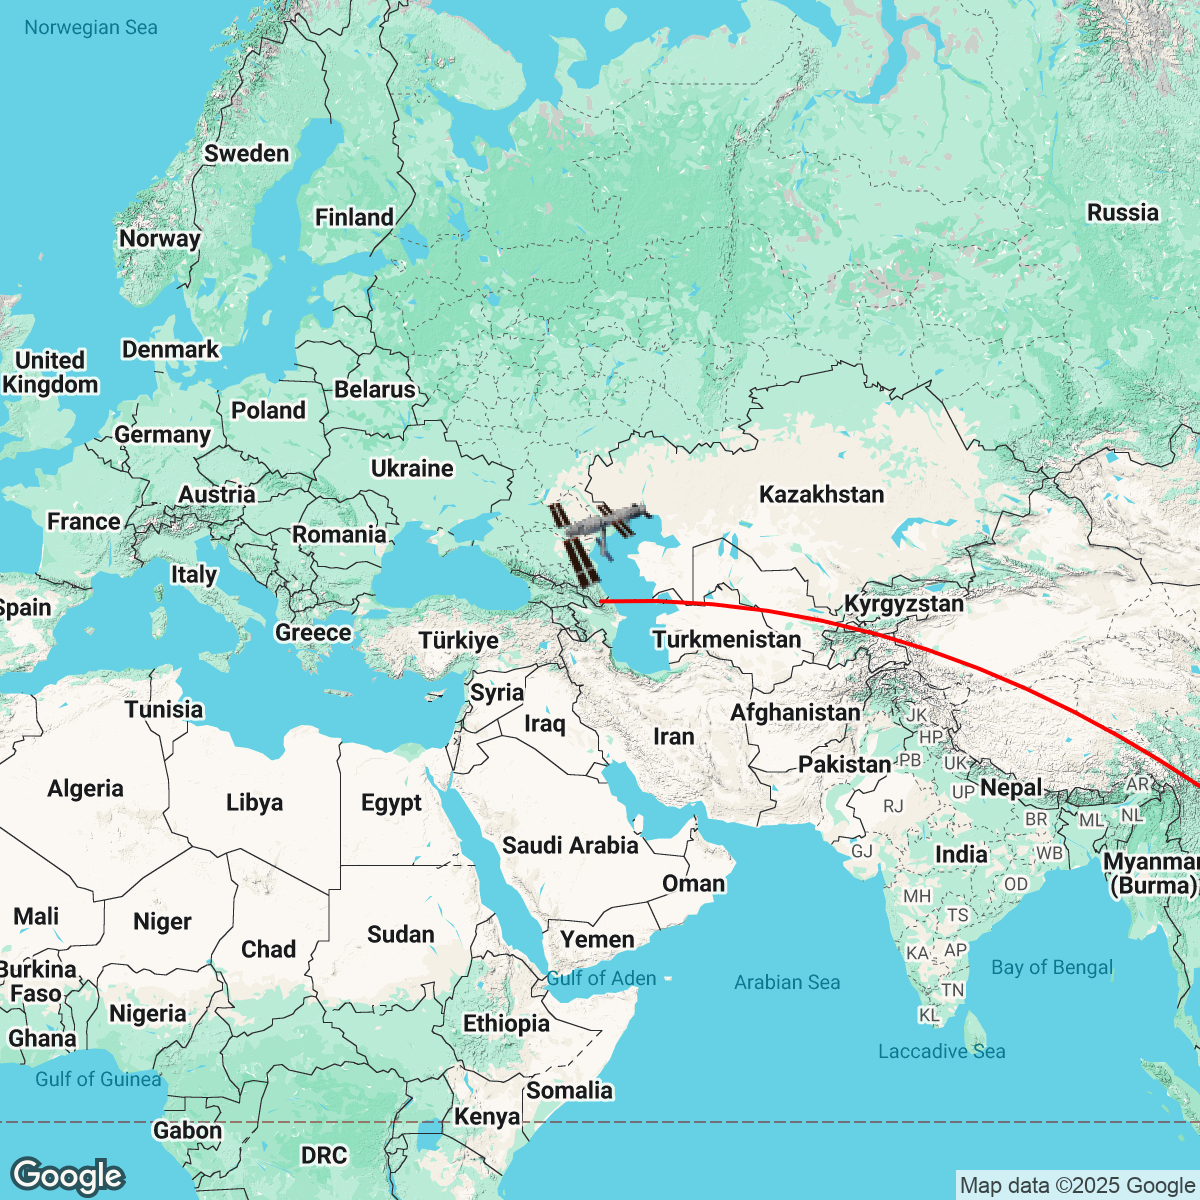 Norwegian Sea
Sweden
Finland
Russia
Norway
Denmark
United
Kingdom
Belarus
Poland
Germany
Ukraine
Austria
Kazakhstan
France
Romania
Italy
Spain
Kyrgyzstan
Greece
Türkiye
Turkmenistan
Syria
Tunisia
Iraq
Iran
Afghanistan
JK
HP
Pakistan
PB
UK
Algeria
Libya
Egypt
UP
Nepal
AR
RJ
BR
ML
NL
Saudi Arabia
GJ
India
WB
Myanmar
(Burma)
Oman
OD
MH
Mali
Niger
Chad
Sudan
Yemen
TS
KA
AP
Burkina
Faso
Gulf of Aden
Arabian Sea
Bay of Bengal
TN
Nigeria
Ethiopia
KL
Ghana
Laccadive Sea
Gulf of Guinea
Somalia
Kenya
Gabon
DRC
Google
Map data ©2025 Google